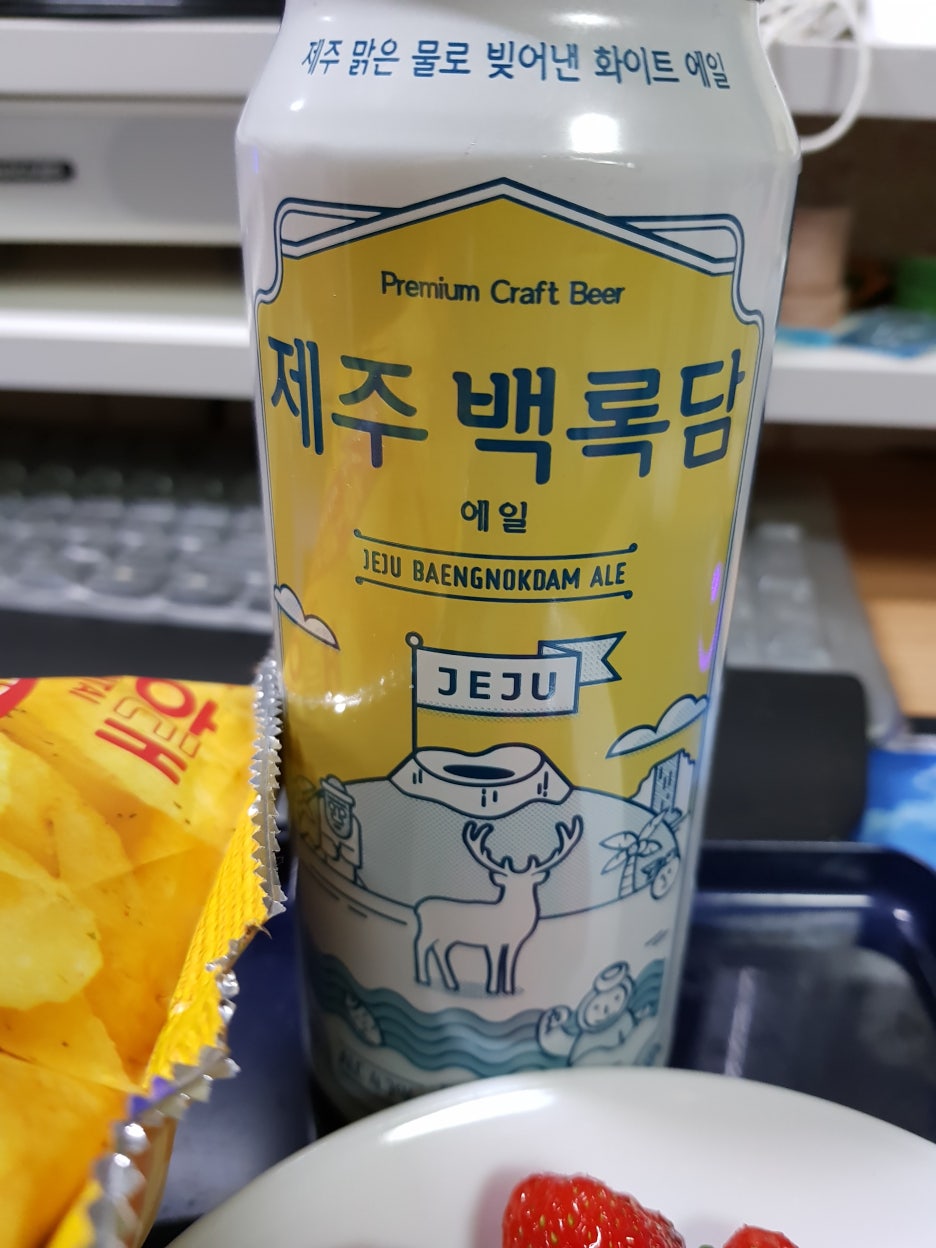 제주 맑은 물로 빚어낸 화이트 에일
Premium Craft Beer
제주 백록담
에일
JEJU BAENGNOKDAM ALE
JEJU